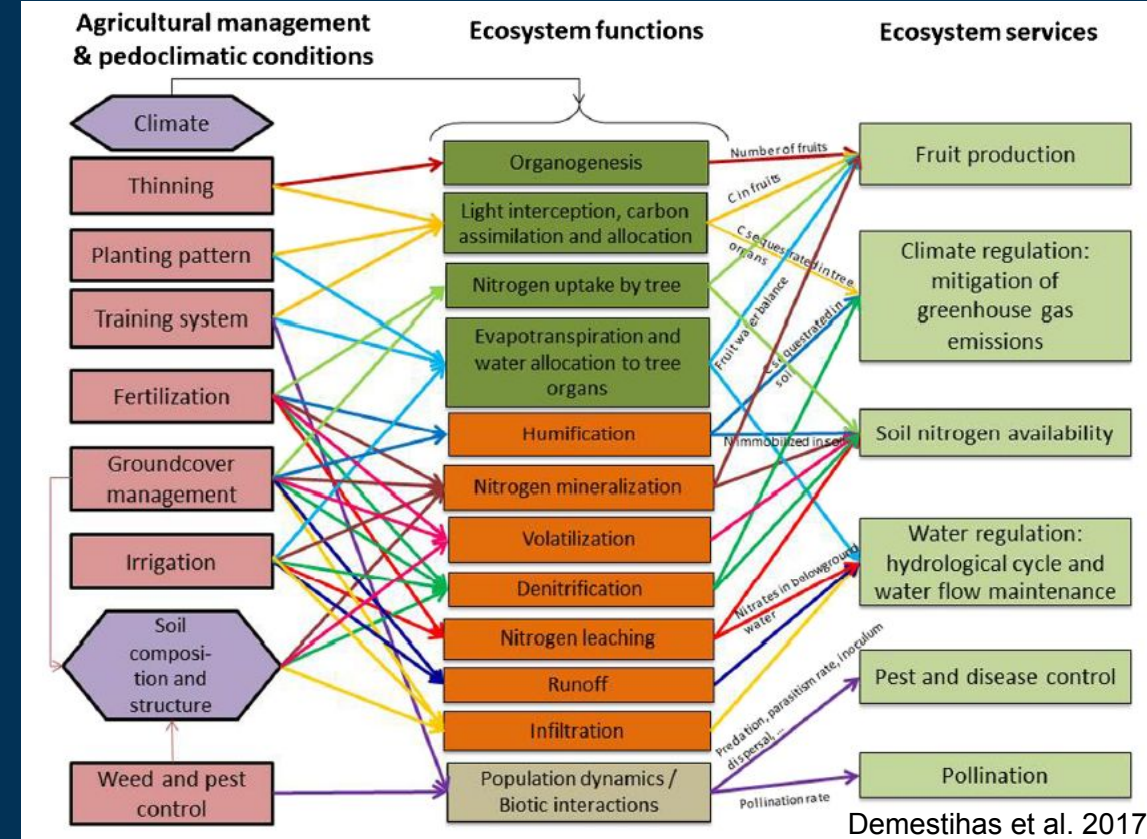 Agricultural management
& pedoclimatic conditions
Climate
Thinning
Planting pattern
Training system
Fertilization
Groundcover
management
Irrigation
Soil
composi-
tion and
structure
Weed and pest
control
Ecosystem functions
Organogenesis
Light interception, carbon
assimilation and allocation
Nitrogen uptake by tree
Evapotranspiration and
water allocation to tree
organs
Humification
Nitrogen mineralization
Volatilization
Denitrification
Nitrogen leaching
Runoff
Infiltration
Population dynamics /
Biotic interactions
Number of fruits
C in fruits
C sequestrated in tree
organs
Fruit water balance
C sequestrated in
soil
N immobilized in soil
Nitrates in belowground
water
Predation, parasitism rate, inoculum
dispersal, ...
Pollination rate
Ecosystem services
Fruit production
Climate regulation:
mitigation of
greenhouse gas
emissions
Soil nitrogen availability
Water regulation:
hydrological cycle and
water flow maintenance
Pest and disease control
Pollination
Demestihas et al. 2017